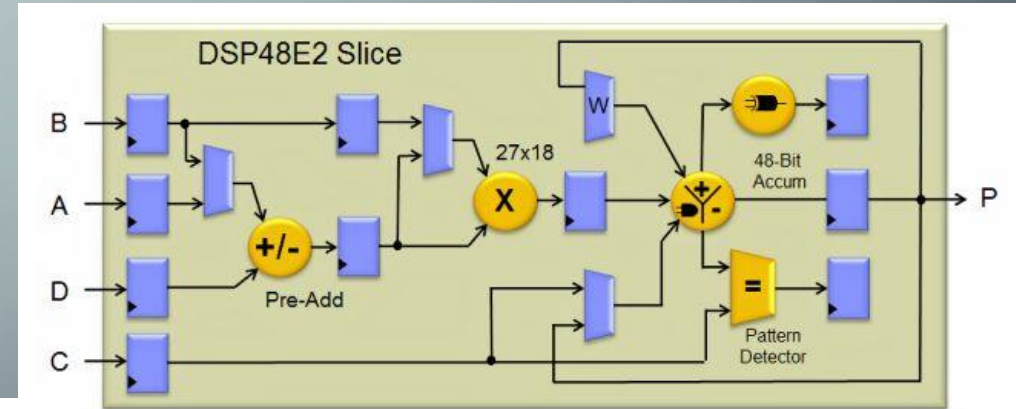 DSP48E2 Slice
B
A
D
C
+/-
Pre-Add
27x18
X
W
+
-
48-Bit
Accum
=
Pattern
Detector
P